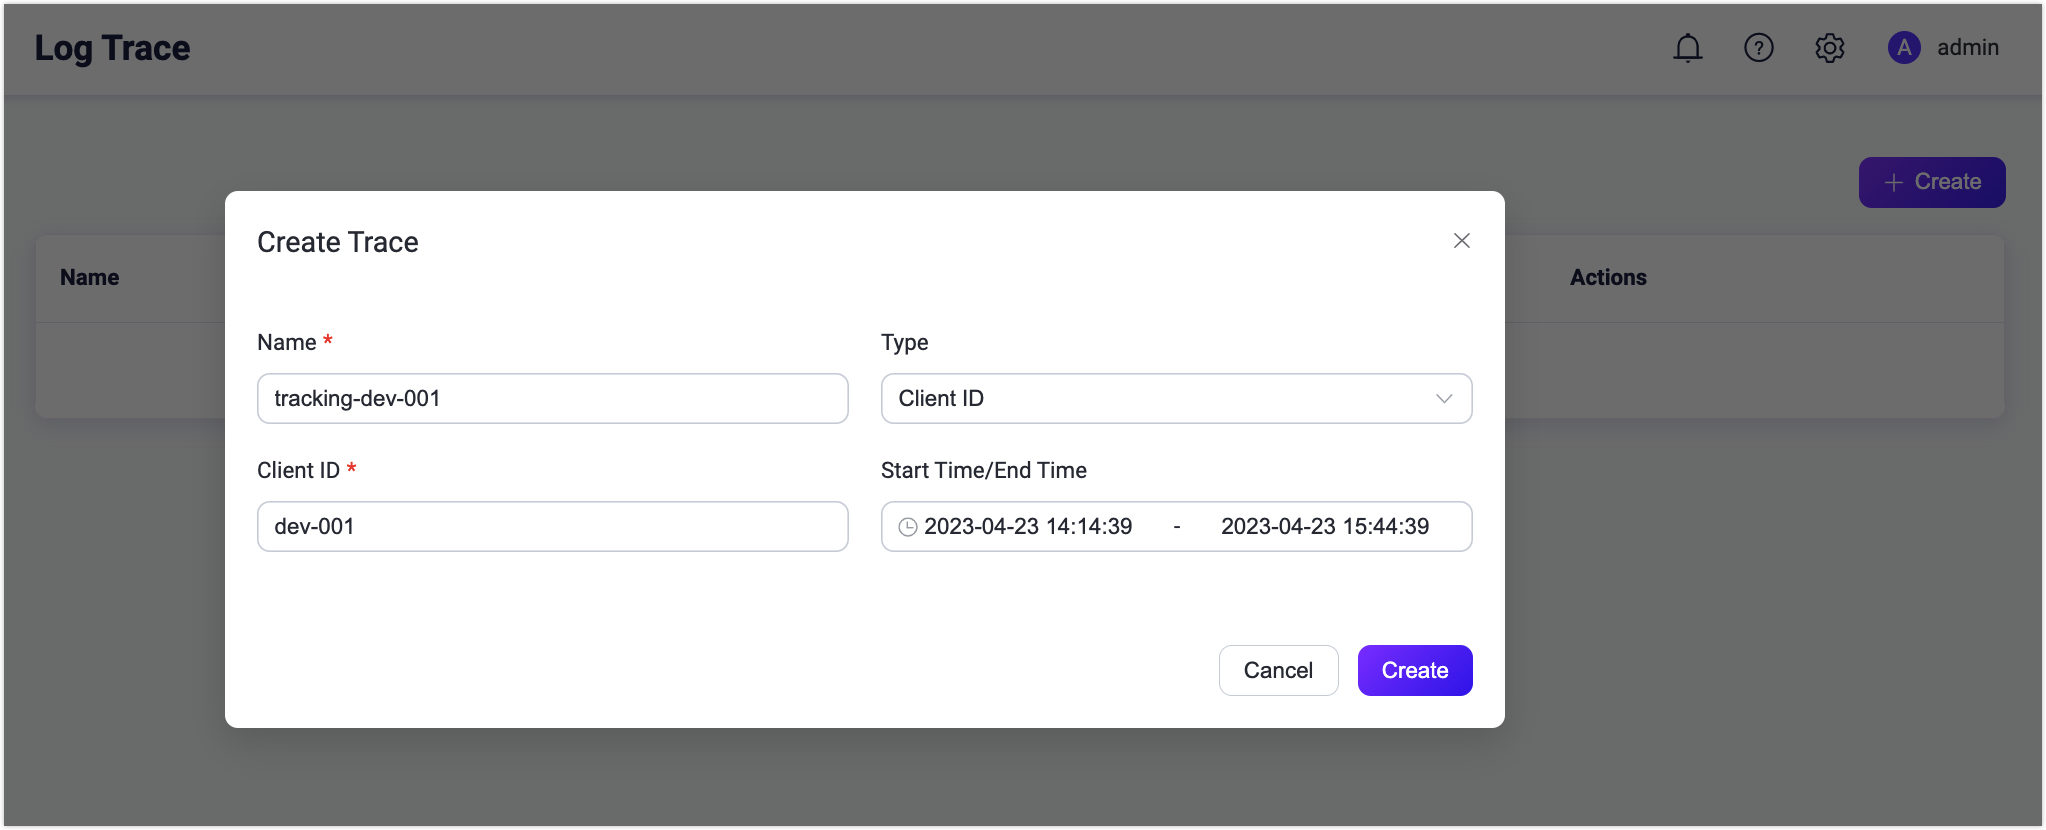 Log Trace
? A admin
+ Create
Name Actions
Create Trace
Name * Type
tracking-dev-001 Client ID
Client ID * Start Time/End Time
dev-001 2023-04-23 14:14:39 - 2023-04-23 15:44:39
Cancel Create